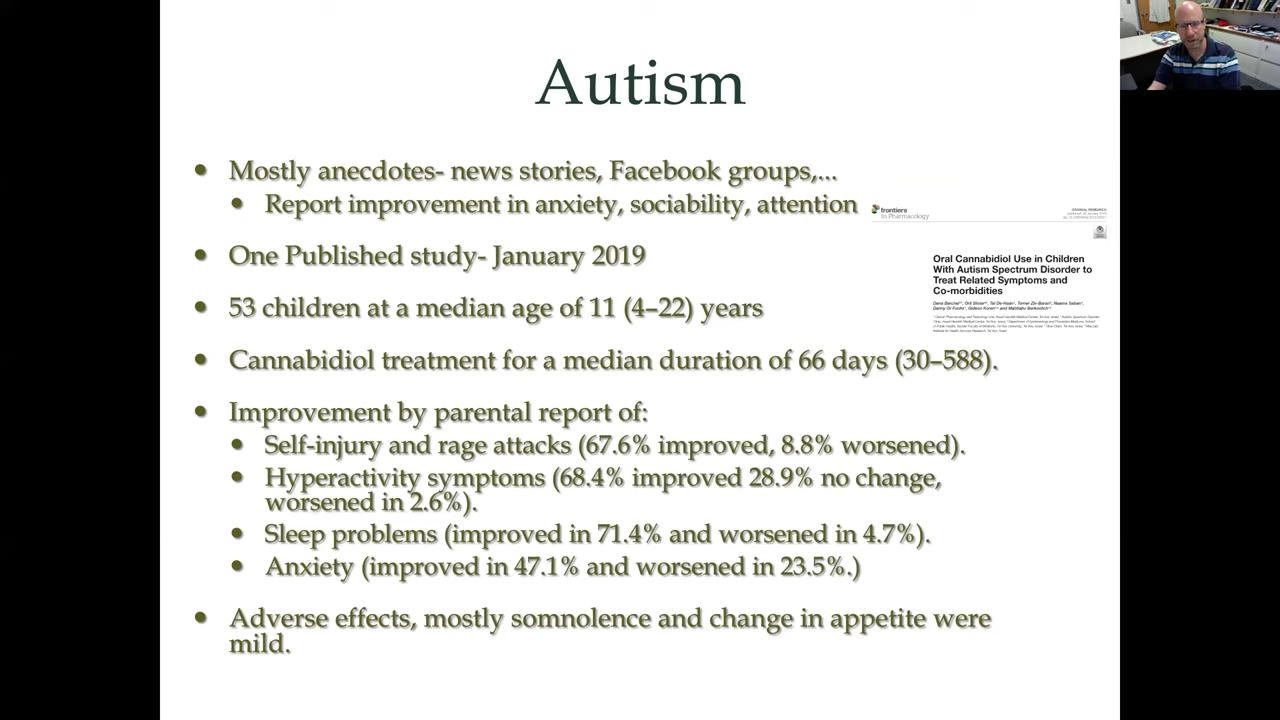 Autism
• Mostly anecdotes- news stories, Facebook groups,...
• Report improvement in anxiety, sociability, attention
frontiers
in Pharmacology
ORIGINAL RESEARCH
• One Published study- January 2019
Oral Cannabidiol Use in Children
With Autism Spectrum Disorder to
Treat Related Symptoms and
Co-morbidities
• 53 children at a median age of 11 (4–22) years
• Cannabidiol treatment for a median duration of 66 days (30–588).
• Improvement by parental report of:
• Self-injury and rage attacks (67.6% improved, 8.8% worsened).
• Hyperactivity symptoms (68.4% improved 28.9% no change,
worsened in 2.6%).
• Sleep problems (improved in 71.4% and worsened in 4.7%).
• Anxiety (improved in 47.1% and worsened in 23.5%.)
• Adverse effects, mostly somnolence and change in appetite were
mild.